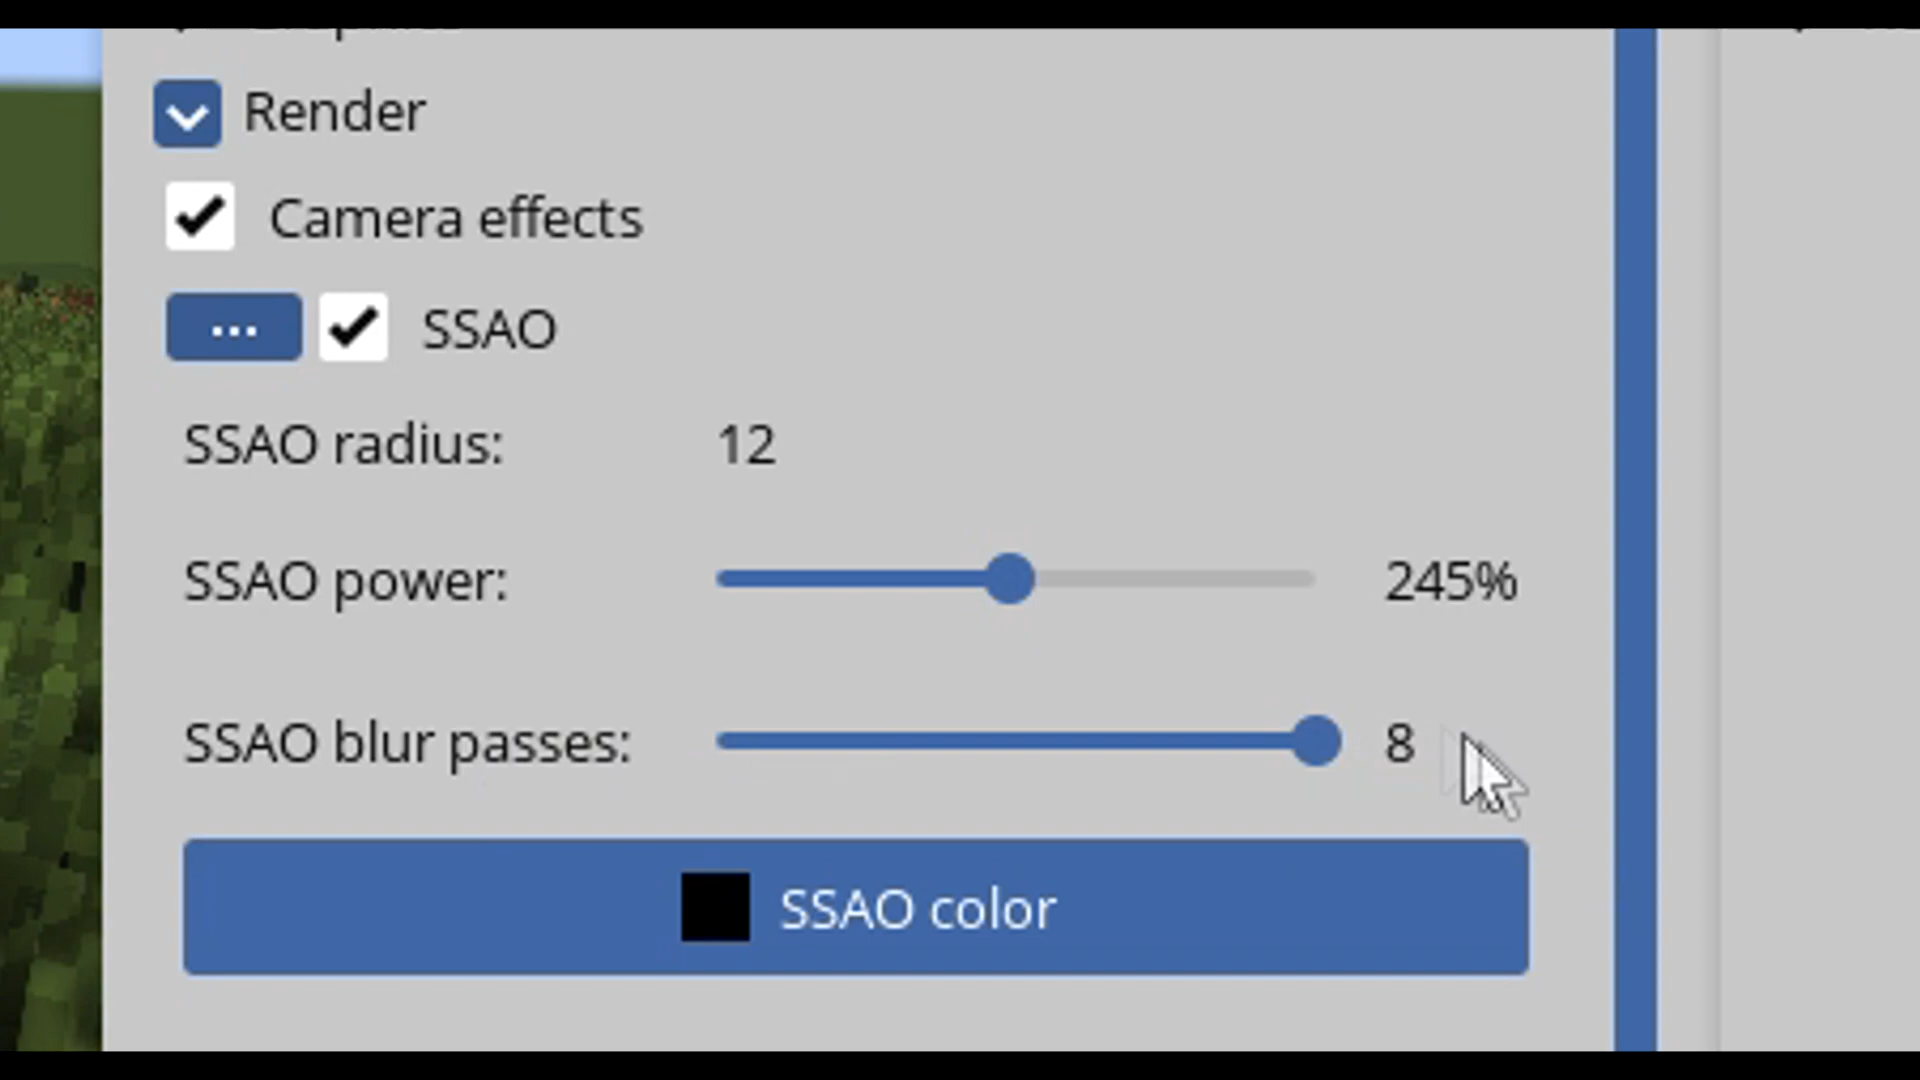 Render
Camera effects
... SSAO
SSAO radius: 12
SSAO power: 245%
SSAO blur passes: 8
SSAO color